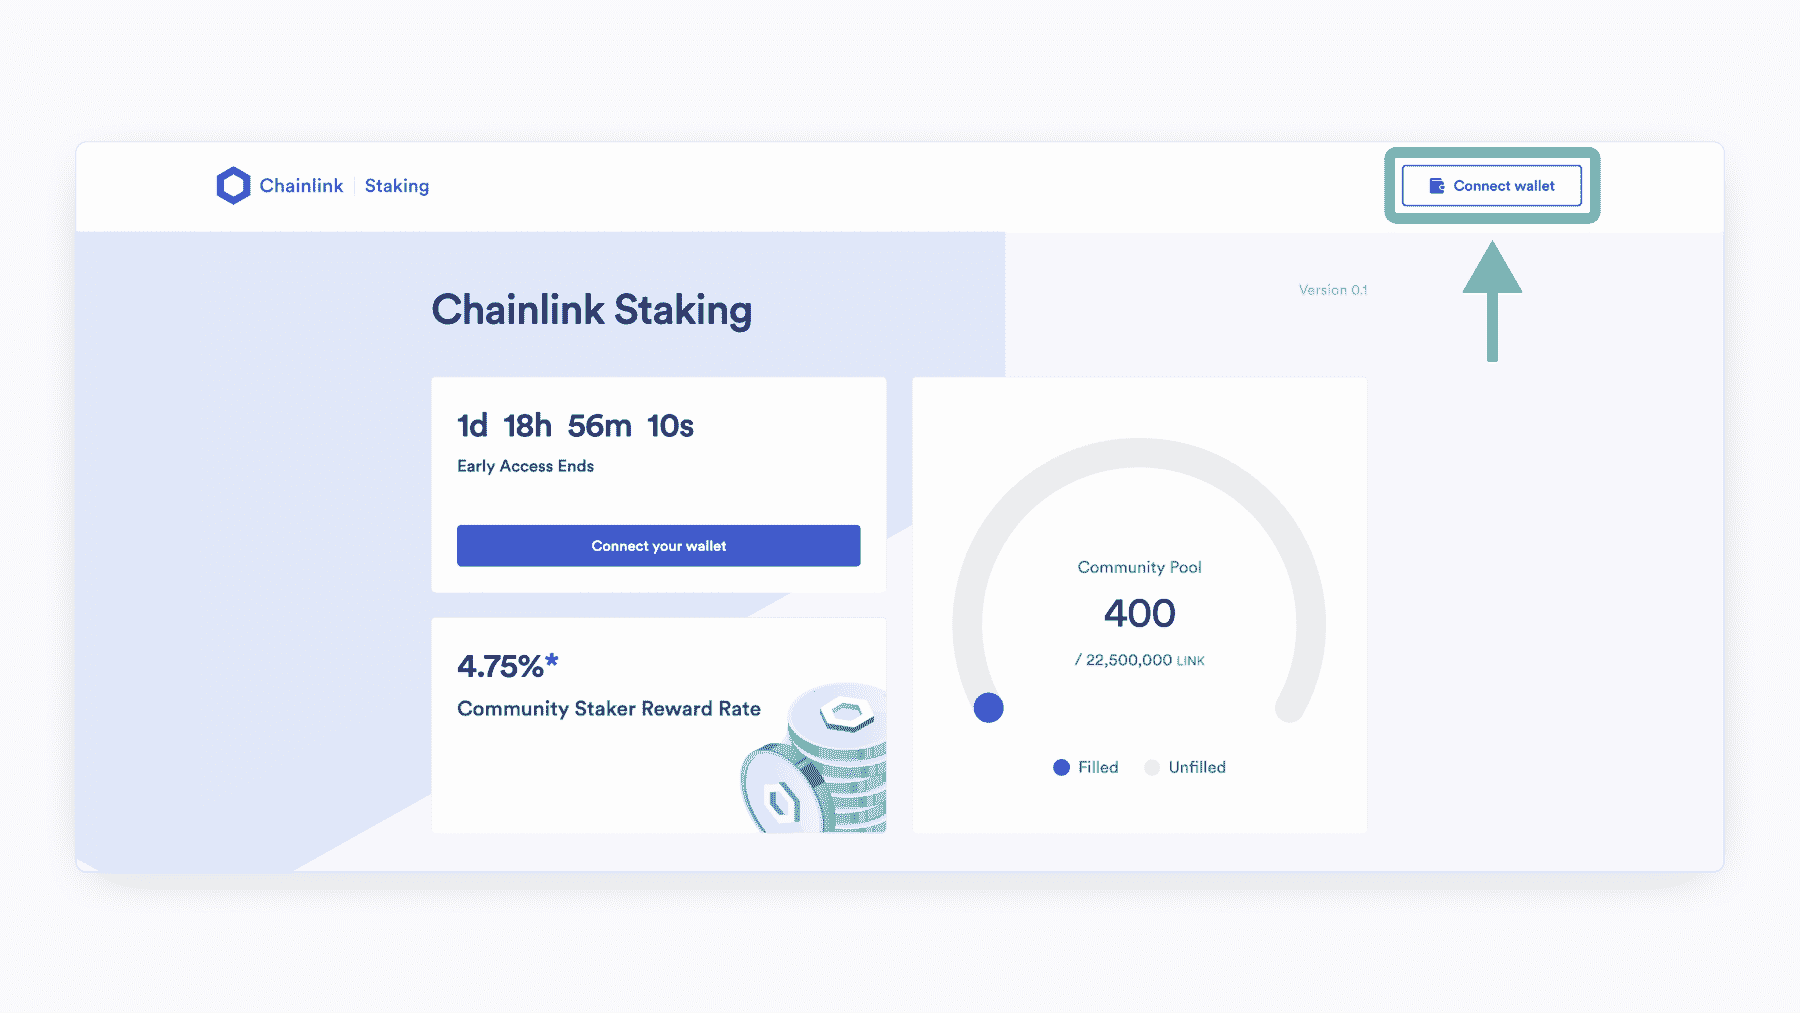 Chainlink | Staking
Connect wallet
Chainlink Staking
Version 0.1
1d 18h 56m 10s
Early Access Ends
Connect your wallet
4.75%*
Community Staker Reward Rate
Community Pool
400
/ 22,500,000 LINK
Filled
Unfilled